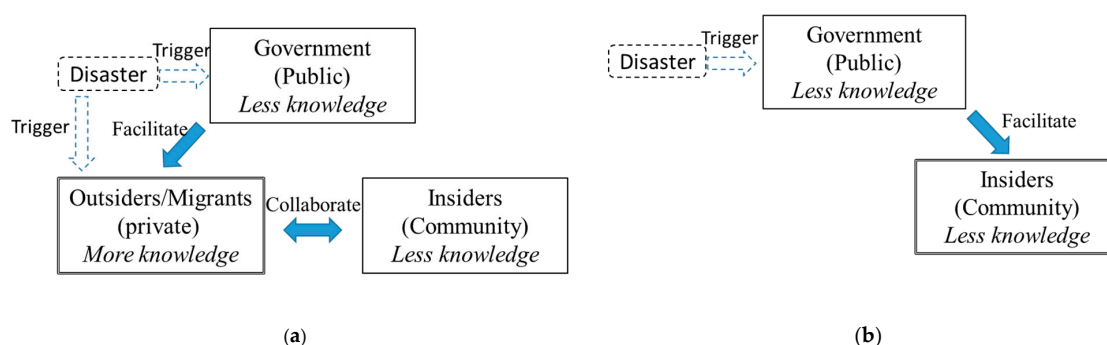 Trigger
Government
(Public)
Less knowledge
Disaster
Trigger
Facilitate
Outsiders/Migrants
(private)
More knowledge
Collaborate
Insiders
(Community)
Less knowledge
(a)
Trigger
Government
(Public)
Less knowledge
Disaster
Facilitate
Insiders
(Community)
Less knowledge
(b)